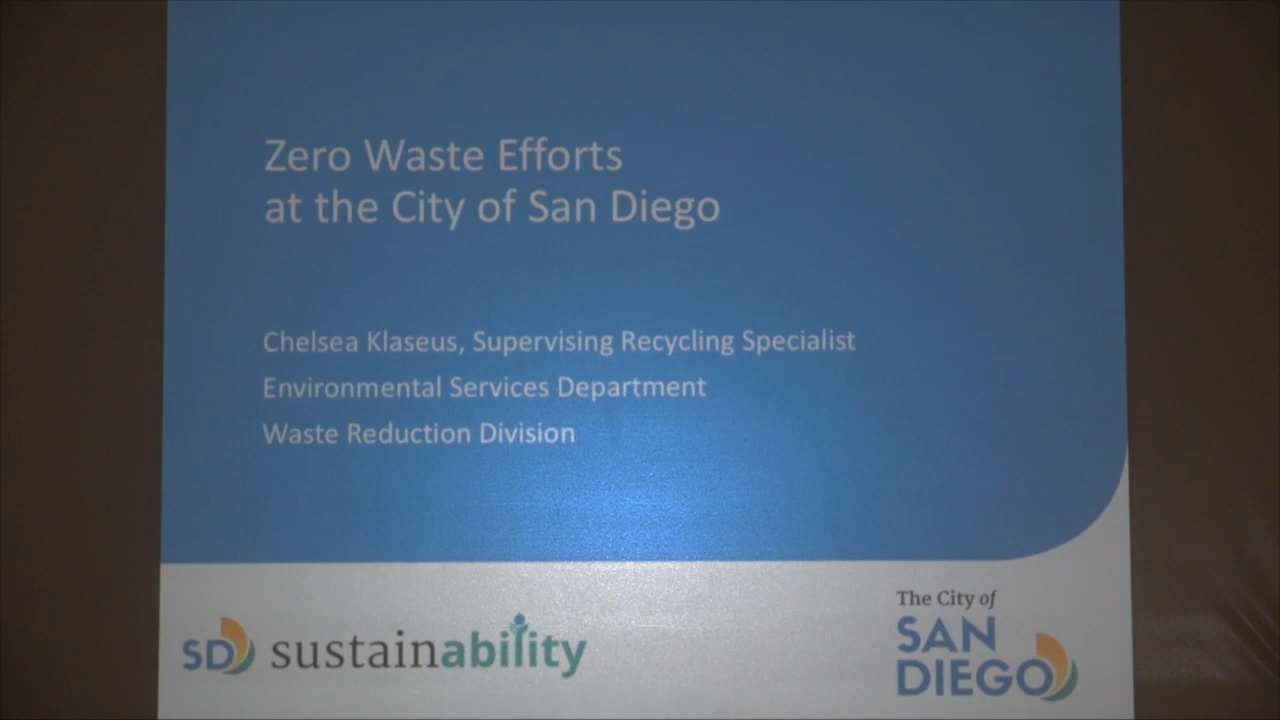 Zero Waste Efforts
at the City of San Diego
Chelsea Klaseus, Supervising Recycling Specialist
Environmental Services Department
Waste Reduction Division
SD sustainability
The City of
SAN
DIEGO